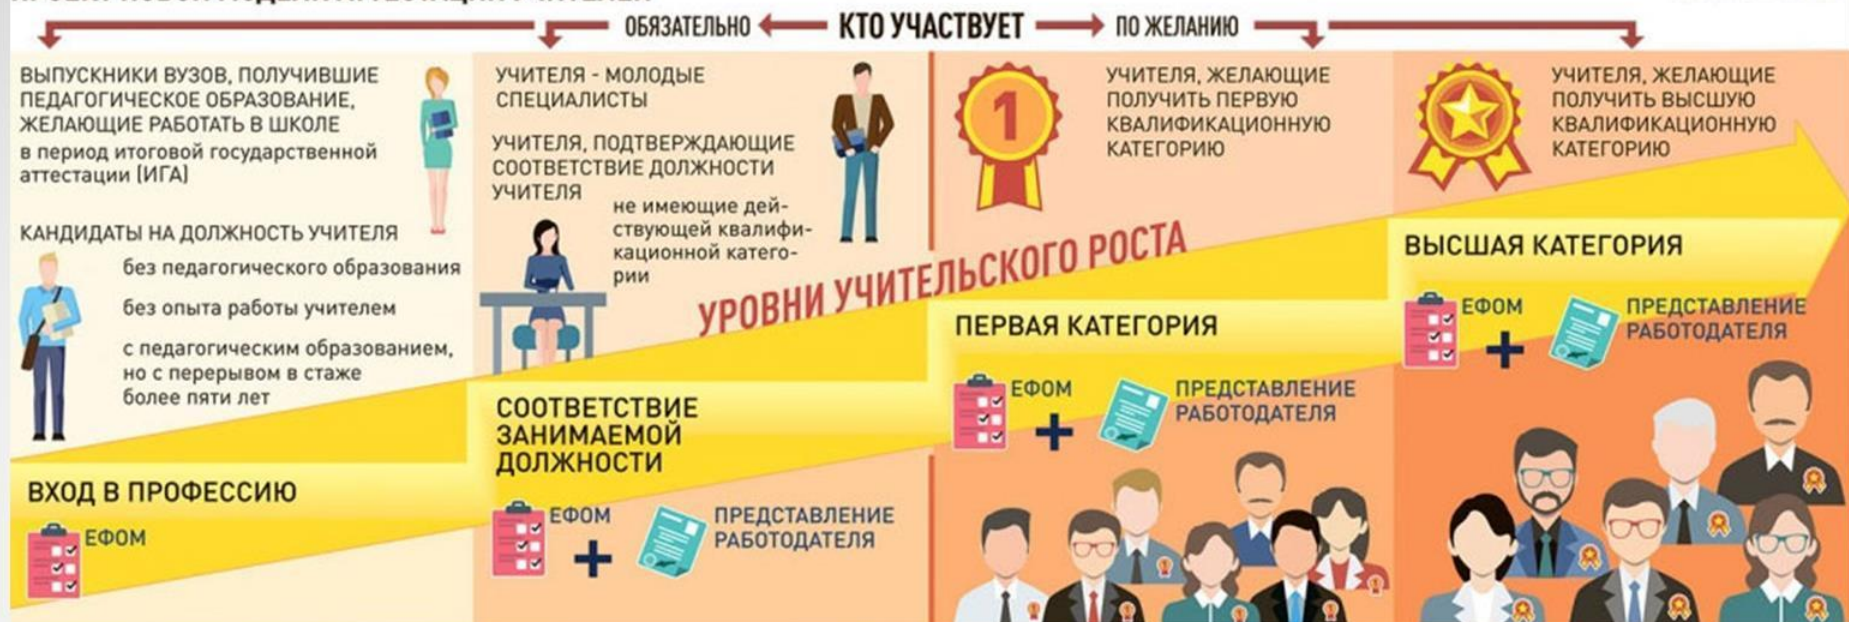 ОБЯЗАТЕЛЬНО КТО УЧАСТВУЕТ ПО ЖЕЛАНИЮ
ВЫПУСКНИКИ ВУЗОВ, ПОЛУЧИВШИЕ
ПЕДАГОГИЧЕСКОЕ ОБРАЗОВАНИЕ,
ЖЕЛАЮЩИЕ РАБОТАТЬ В ШКОЛЕ
в период итоговой государственной
аттестации (ИГА)
КАНДИДАТЫ НА ДОЛЖНОСТЬ УЧИТЕЛЯ
без педагогического образования
без опыта работы учителем
с педагогическим образованием,
но с перерывом в стаже
более пяти лет
ВХОД В ПРОФЕССИЮ
ЕФОМ
УЧИТЕЛЯ - МОЛОДЫЕ
СПЕЦИАЛИСТЫ
УЧИТЕЛЯ, ПОДТВЕРЖДАЮЩИЕ
СООТВЕТСТВИЕ ДОЛЖНОСТИ
УЧИТЕЛЯ
не имеющие дей-
ствующей квалифи-
кационной катего-
рии
УРОВНИ УЧИТЕЛЬСКОГО РОСТА
СООТВЕТСТВИЕ
ЗАНИМАЕМОЙ
ДОЛЖНОСТИ
ЕФОМ
+
ПРЕДСТАВЛЕНИЕ
РАБОТОДАТЕЛЯ
1
УЧИТЕЛЯ, ЖЕЛАЮЩИЕ
ПОЛУЧИТЬ ПЕРВУЮ
КВАЛИФИКАЦИОННУЮ
КАТЕГОРИЮ
ПЕРВАЯ КАТЕГОРИЯ
ЕФОМ
+
ПРЕДСТАВЛЕНИЕ
РАБОТОДАТЕЛЯ
УЧИТЕЛЯ, ЖЕЛАЮЩИЕ
ПОЛУЧИТЬ ВЫСШУЮ
КВАЛИФИКАЦИОННУЮ
КАТЕГОРИЮ
ВЫСШАЯ КАТЕГОРИЯ
ЕФОМ
+
ПРЕДСТАВЛЕНИЕ
РАБОТОДАТЕЛЯ